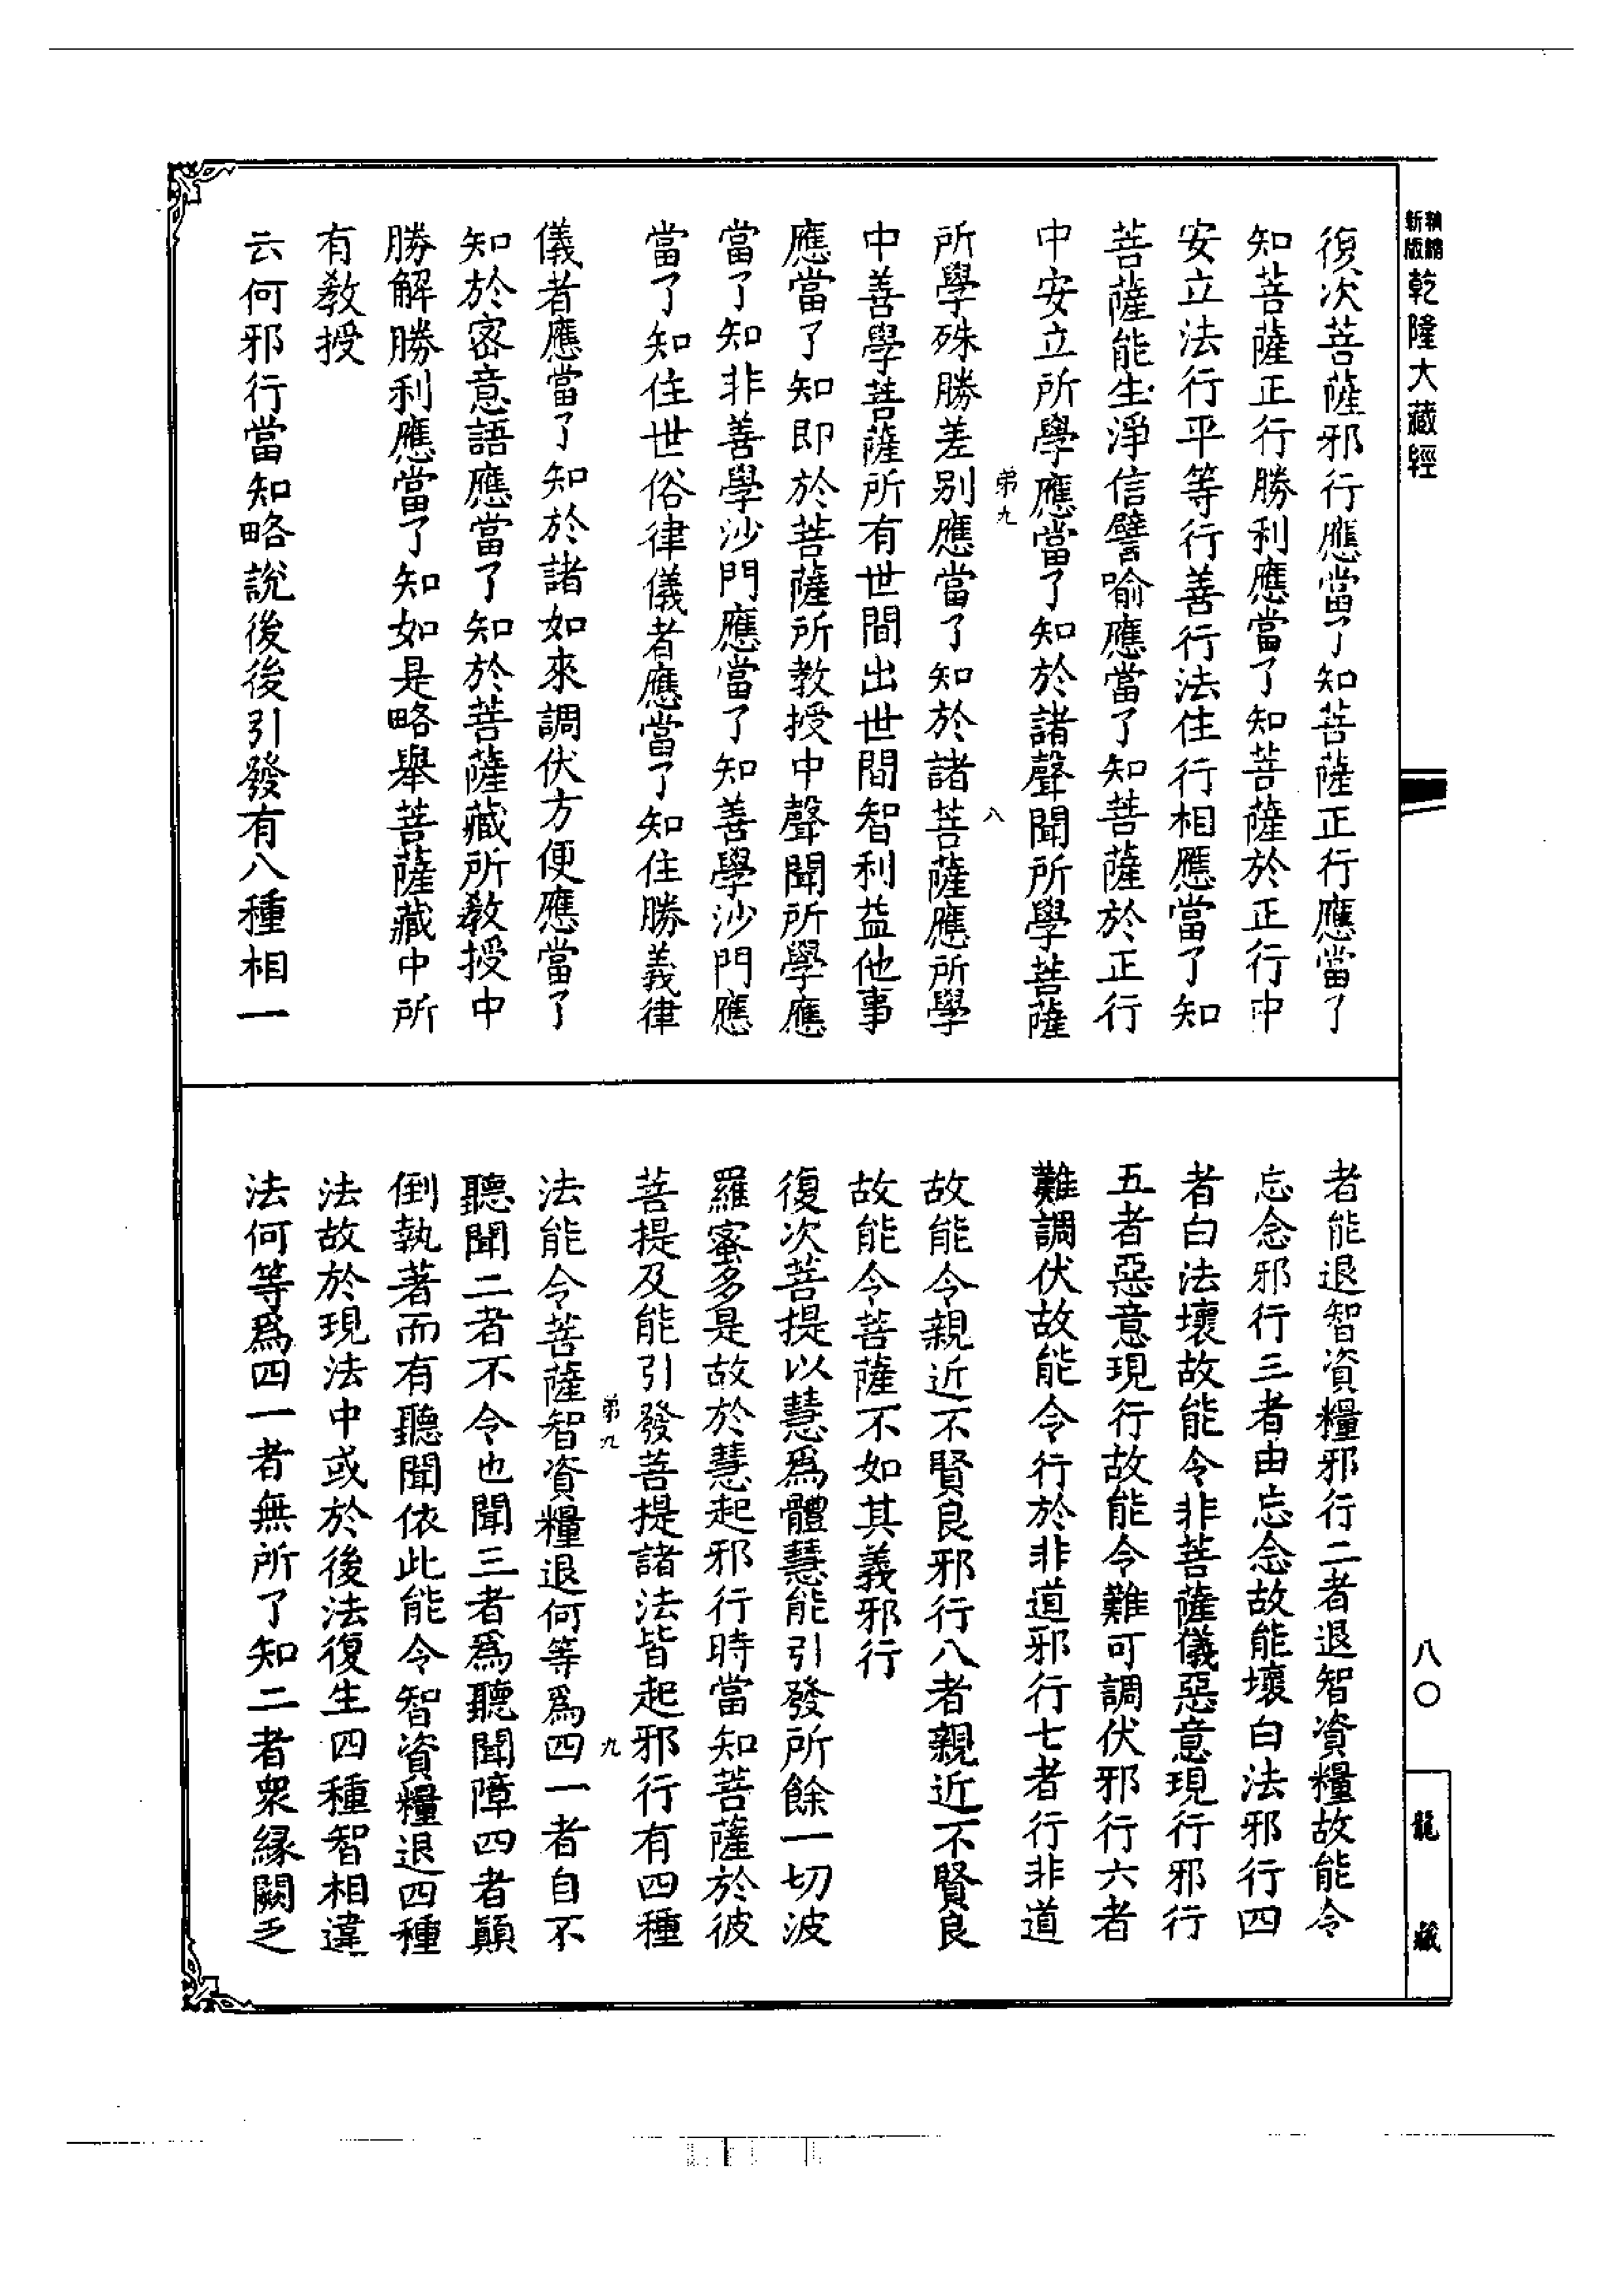 新版
乾隆大藏經
復次菩薩邪行應當了知菩薩正行應當了
知菩薩正行勝利應當了知菩薩於正行中
安立法行平等行善行法住行相應當了知
菩薩能生淨信譬喻應當了知菩薩於正行
中安立所學應當了知於諸聲聞所學菩薩
第九
八
所學殊勝差別應當了知於諸菩薩應所學
中善學菩薩所有世間出世間智利益他事
應當了知即於菩薩所教授中聲聞所學應
當了知非善學沙門應當了知善學沙門應
當了知住世俗律儀者應當了知住勝義律
儀者應當了知於諸如來調伏方便應當了
知於密意語應當了知於菩薩藏所教授中
勝解勝利應當了知如是略舉菩薩藏中所
有教授
云何邪行當知略說後後引發有八種相一
者能退智資糧邪行二者退智資糧故能令
忘念邪行三者由忘念故能壞白法邪行四
者白法壞故能令非菩薩儀惡意現行邪行
五者惡意現行故能令難可調伏邪行六者
難調伏故能令行於非道邪行七者行非道
故能令親近不賢良邪行八者親近不賢良
故能令菩薩不如其義邪行
復次菩提以慧為體慧能引發所餘一切波
羅蜜多是故於慧起邪行時當知菩薩於彼
菩提及能引發菩提諸法皆起邪行有四種
第九
九
法能令菩薩智資糧退何等為四一者自不
聽聞二者不令他聞三者為聽聞障四者顛
倒執著而有聽聞依此能令智資糧退四種
法故於現法中或於後法復生四種智相違
法何等為四一者無所了知二者眾緣闕乏
八〇
龍藏